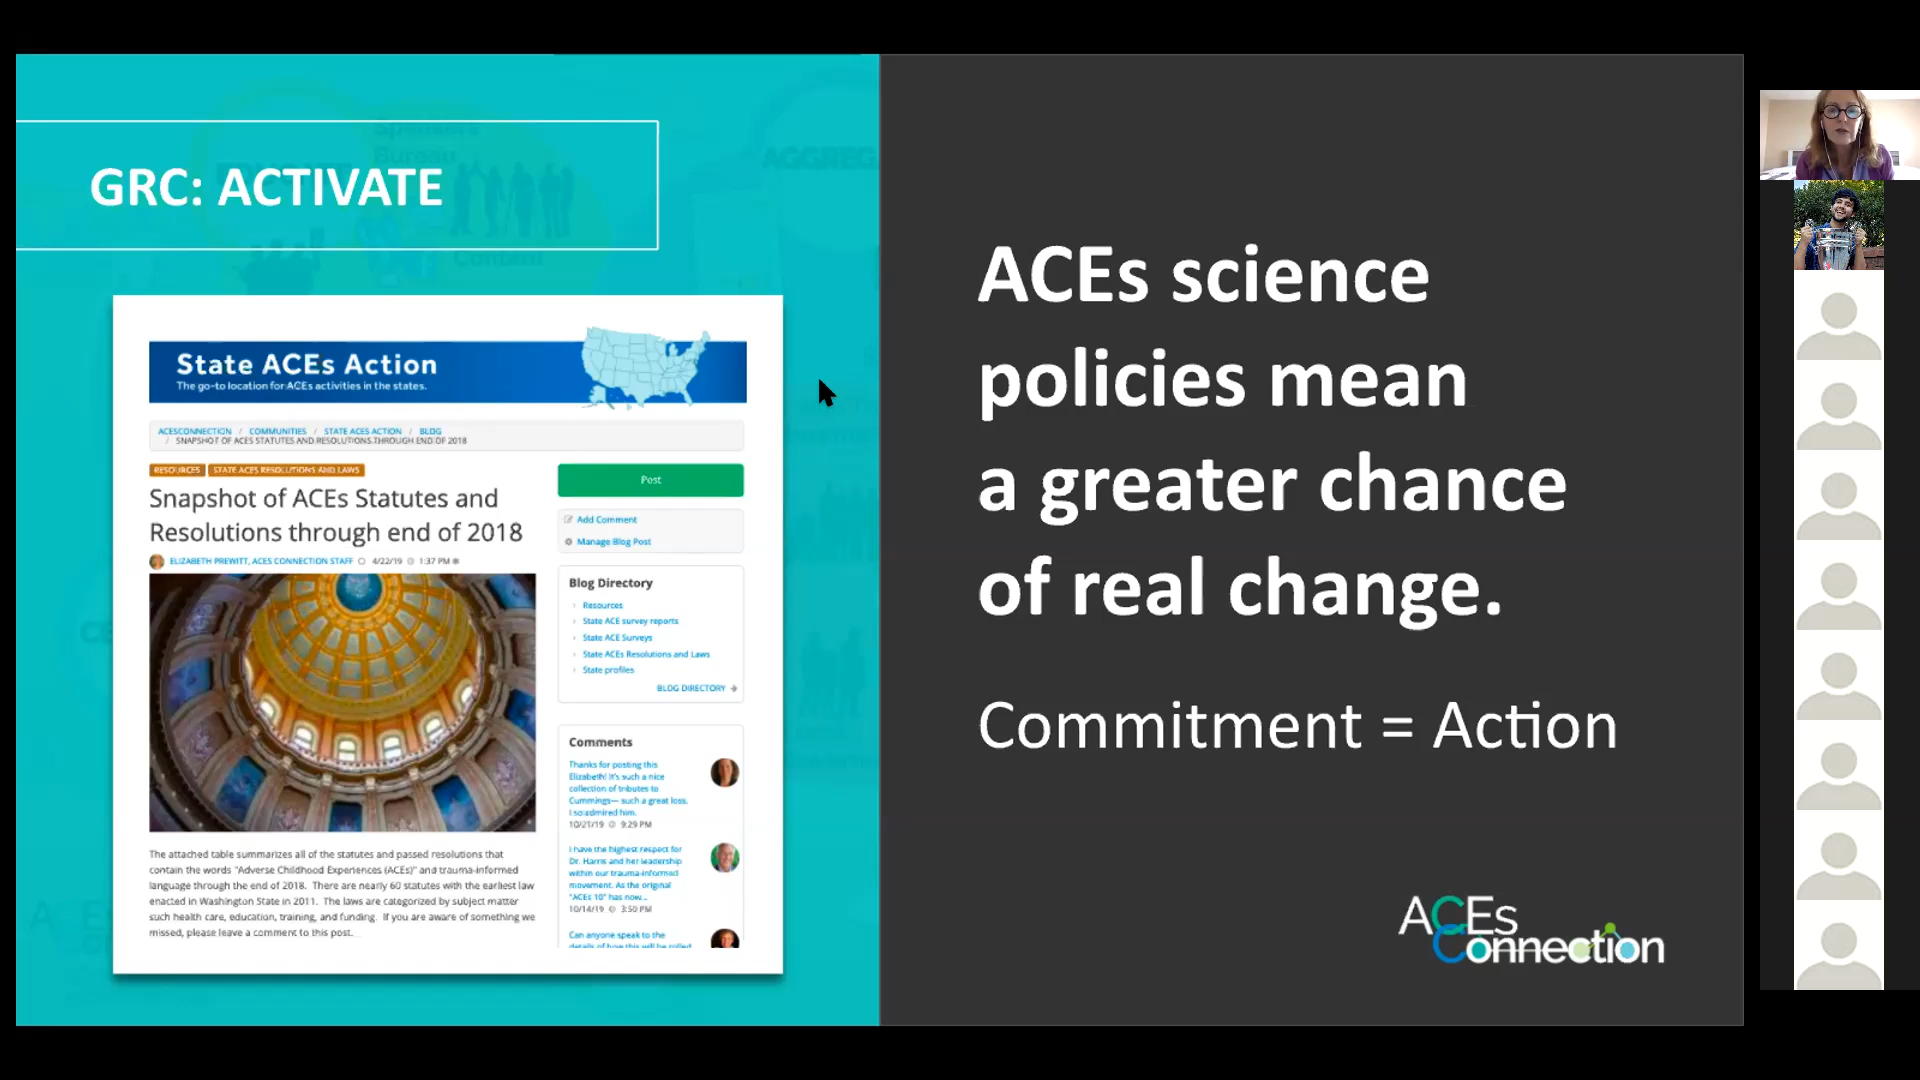 GRC: ACTIVATE
Speakers
Bureau
Content
AGGREG
State ACEs Action
The go-to location for ACEs activities in the states.
ACESCONNECTION / COMMUNITIES / STATE ACES ACTION / BLOG
/ SNAPSHOT OF ACES STATUTES AND RESOLUTIONS THROUGH END OF 2018
RESOURCES STATE ACES RESOLUTIONS AND LAWS
Snapshot of ACEs Statutes and
Resolutions through end of 2018
ELIZABETH PREWITT, ACES CONNECTION STAFF 4/22/19 1:37 PM
The attached table summarizes all of the statutes and passed resolutions that
contain the words "Adverse Childhood Experiences (ACEs)" and trauma-informed
language through the end of 2018. There are nearly 60 statutes with the earliest law
enacted in Washington State in 2011. The laws are categorized by subject matter
such health care, education, training, and funding. If you are aware of something we
missed, please leave a comment to this post.
Post
Add Comment
Manage Blog Post
Blog Directory
Resources
State ACE survey reports
State ACE Surveys
State ACEs Resolutions and Laws
State profiles
BLOG DIRECTORY
Comments
Thanks for posting this
Elizabeth! It's such a nice
collection of tributes to
Cummings— such a great loss.
I so admired him.
10/21/19 9:29 PM
I have the highest respect for
Dr. Harris and her leadership
within our trauma-informed
movement. As the original
"ACEs 10" has now...
10/14/19 3:50 PM
Can anyone speak to the
details of how this will be rolled
ACEs science
policies mean
a greater chance
of real change.
Commitment = Action
ACEs
Connection